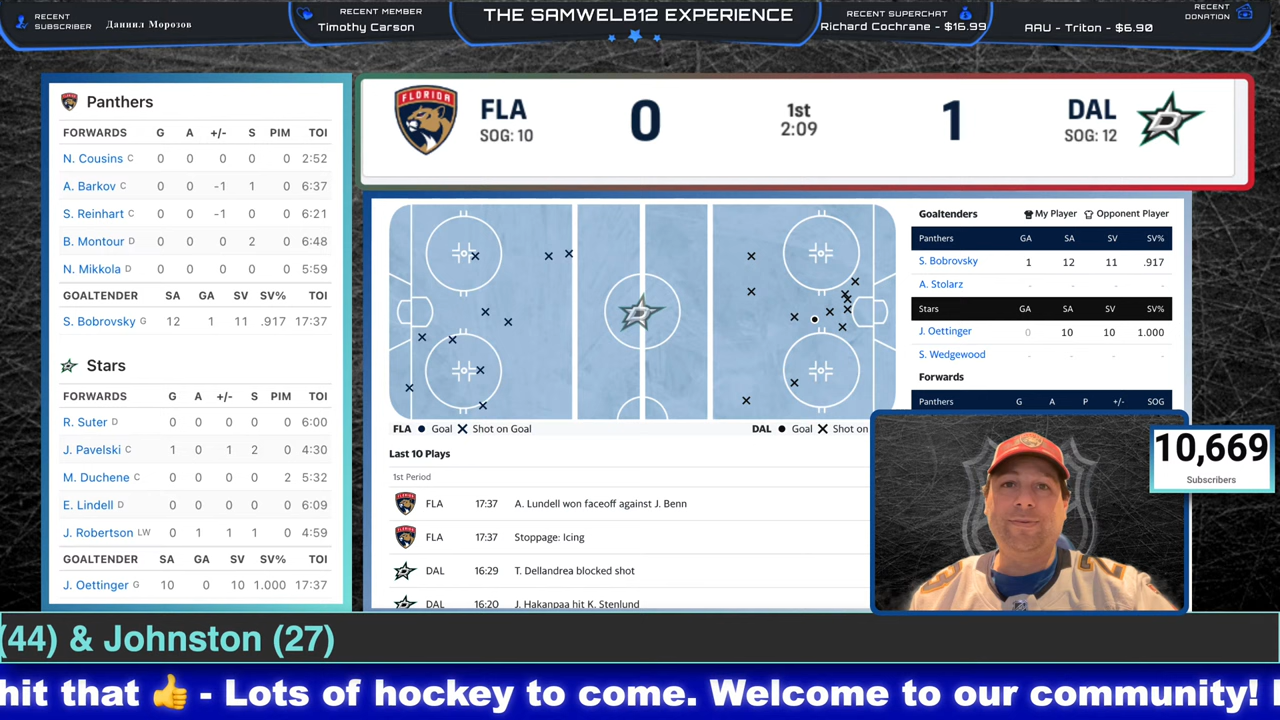 RECENT SUBSCRIBER
Даниил Морозов
RECENT MEMBER
Timothy Carson
THE SAMWELB12 EXPERIENCE
RECENT SUPERCHAT
Richard Cochrane - $16.99
RECENT DONATION
AAU - Triton - $6.90
Panthers
FORWARDS G A +/- S PIM TOI
N. Cousins C 0 0 0 0 0 2:52
A. Barkov C 0 0 -1 1 0 6:37
S. Reinhart C 0 0 -1 0 0 6:21
B. Montour D 0 0 0 2 0 6:48
N. Mikkola D 0 0 0 0 0 5:59
GOALTENDER SA GA SV SV% TOI
S. Bobrovsky G 12 1 11 .917 17:37
Stars
FORWARDS G A +/- S PIM TOI
R. Suter D 0 0 0 0 0 6:00
J. Pavelski C 1 0 1 2 0 4:30
M. Duchene C 0 0 0 0 2 5:32
E. Lindell D 0 0 0 0 0 6:09
J. Robertson LW 0 1 1 1 0 4:59
GOALTENDER SA GA SV SV% TOI
J. Oettinger G 10 0 10 1.000 17:37
FLORIDA
FLA
SOG: 10
0
1st
2:09
1
DAL
SOG: 12
FLA Goal Shot on Goal
DAL Goal Shot on
Last 10 Plays
1st Period
FLA 17:37 A. Lundell won faceoff against J. Benn
FLA 17:37 Stoppage: Icing
DAL 16:29 T. Dellandrea blocked shot
DAL 16:20 J. Hakanpaa hit K. Stenlund
Goaltenders My Player Opponent Player
Panthers GA SA SV SV%
S. Bobrovsky 1 12 11 .917
A. Stolarz - - - -
Stars GA SA SV SV%
J. Oettinger 0 10 10 1.000
S. Wedgewood - - - -
Forwards
Panthers G A P +/- SOG
10,669
Subscribers
(44) & Johnston (27)
hit that 👍 - Lots of hockey to come. Welcome to our community!